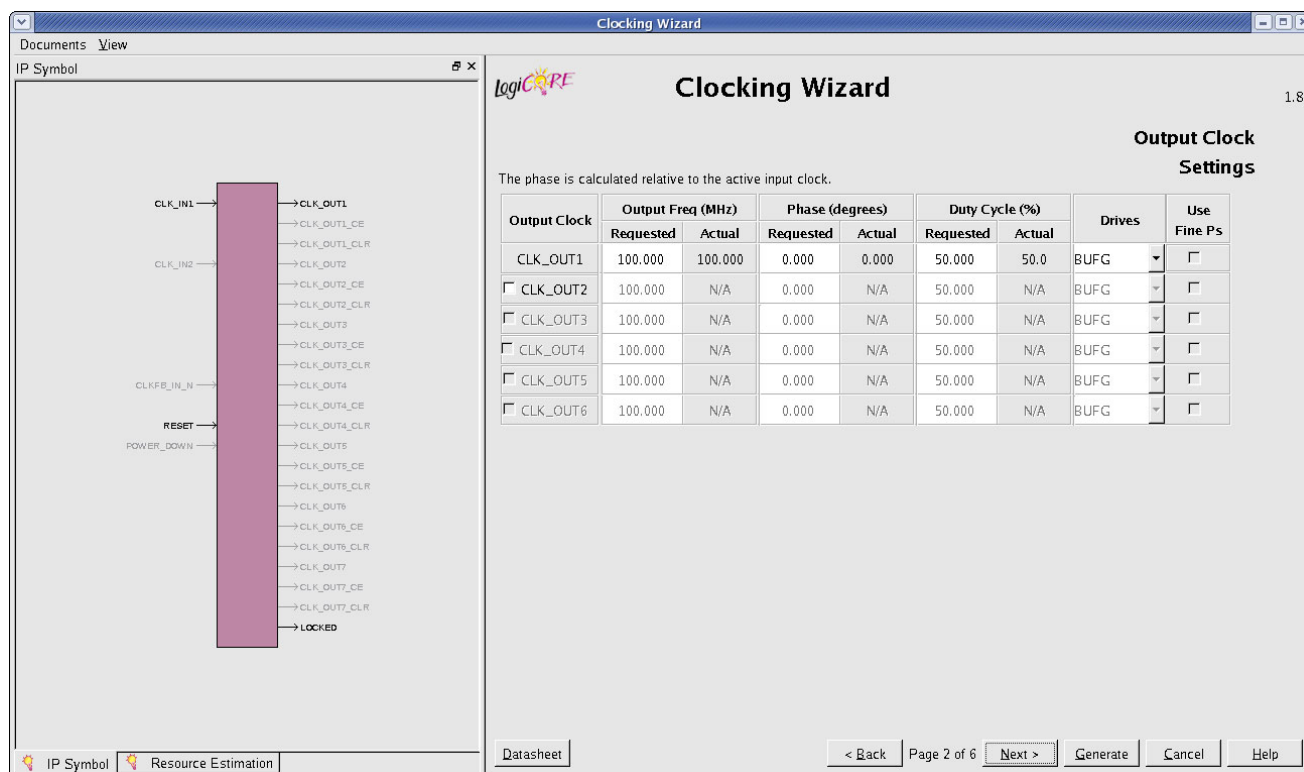 Clocking Wizard
Documents View
IP Symbol
CLK_IN1
CLK_IN2
CLKFB_IN_N
RESET
POWER_DOWN
CLK_OUT1
CLK_OUT1_CE
CLK_OUT1_CLR
CLK_OUT2
CLK_OUT2_CE
CLK_OUT2_CLR
CLK_OUT3
CLK_OUT3_CE
CLK_OUT3_CLR
CLK_OUT4
CLK_OUT4_CE
CLK_OUT4_CLR
CLK_OUT5
CLK_OUT5_CE
CLK_OUT5_CLR
CLK_OUT6
CLK_OUT6_CE
CLK_OUT6_CLR
CLK_OUT7
CLK_OUT7_CE
CLK_OUT7_CLR
LOCKED
IP Symbol Resource Estimation
LogiCORE
Clocking Wizard
1.8
Output Clock
Settings
The phase is calculated relative to the active input clock.
Output Clock Output Freq (MHz) Phase (degrees) Duty Cycle (%) Drives Use Fine Ps
Requested Actual Requested Actual Requested Actual
CLK_OUT1 100.000 100.000 0.000 0.000 50.000 50.0 BUFG
CLK_OUT2 100.000 N/A 0.000 N/A 50.000 N/A BUFG
CLK_OUT3 100.000 N/A 0.000 N/A 50.000 N/A BUFG
CLK_OUT4 100.000 N/A 0.000 N/A 50.000 N/A BUFG
CLK_OUT5 100.000 N/A 0.000 N/A 50.000 N/A BUFG
CLK_OUT6 100.000 N/A 0.000 N/A 50.000 N/A BUFG
Datasheet < Back Page 2 of 6 Next > Generate Cancel Help